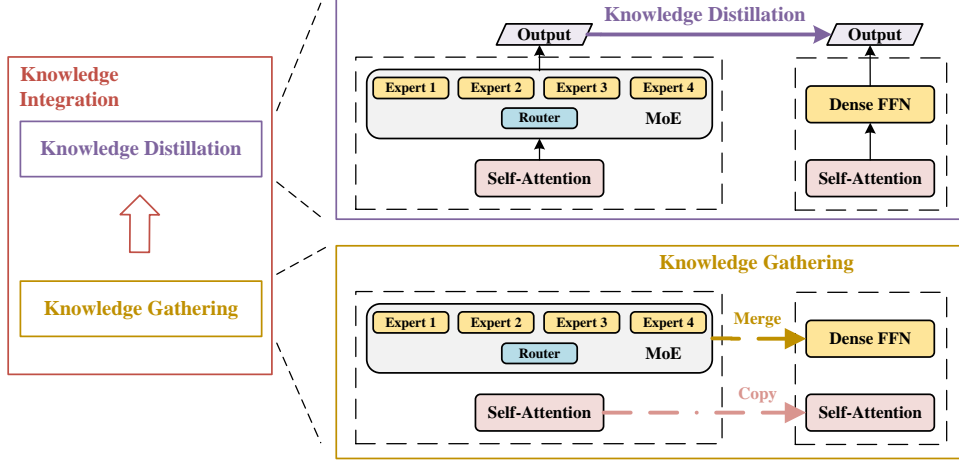 Knowledge
Integration
Knowledge Distillation
Knowledge Gathering
Knowledge Distillation
Output
Output
Expert 1
Expert 2
Expert 3
Expert 4
Router
MoE
Dense FFN
Self-Attention
Self-Attention
Knowledge Gathering
Expert 1
Expert 2
Expert 3
Expert 4
Router
MoE
Merge
Dense FFN
Self-Attention
Copy
Self-Attention